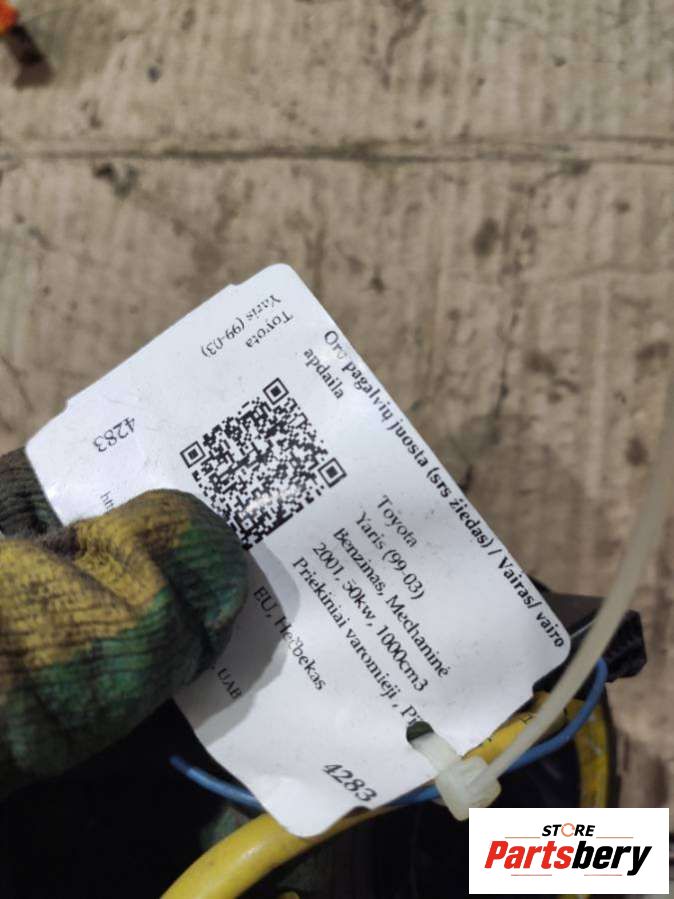 Oro pagalvių juosta (srs žiedas) / Vairas/ vairo
apdaila
Toyota
Yaris (99-03)
4283
Toyota
Yaris (99-03)
Benzinas, Mechaninė
2001, 50kw, 1000cm3
Priekiniai varomieji,
EU, Hečbekas
UAB
4283
STORE
Partsbery